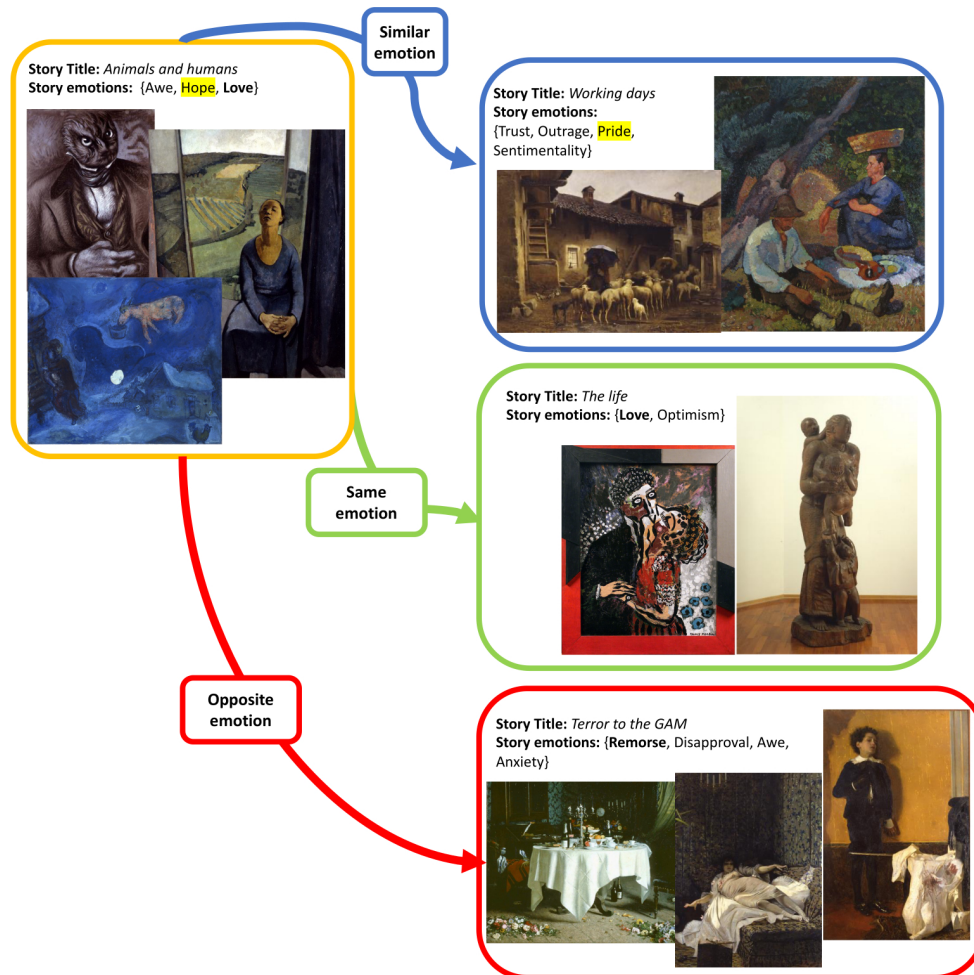 Similar
emotion
Story Title: Animals and humans
Story emotions: {Awe, Hope, Love}
Story Title: Working days
Story emotions:
{Trust, Outrage, Pride,
Sentimentality}
Story Title: The life
Story emotions: {Love, Optimism}
Same
emotion
Opposite
emotion
Story Title: Terror to the GAM
Story emotions: {Remorse, Disapproval, Awe,
Anxiety}